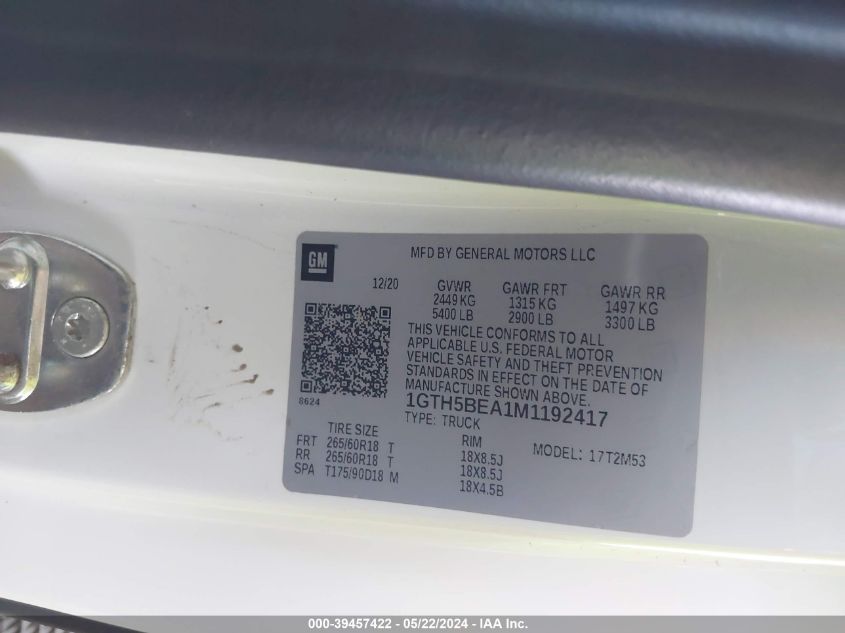 GM
MFD BY GENERAL MOTORS LLC
12/20
GVWR GAWR FRT GAWR RR
2449 KG 1315 KG 1497 KG
5400 LB 2900 LB 3300 LB
THIS VEHICLE CONFORMS TO ALL
APPLICABLE U.S. FEDERAL MOTOR
VEHICLE SAFETY AND THEFT PREVENTION
STANDARDS IN EFFECT ON THE DATE OF
MANUFACTURE SHOWN ABOVE.
8624
1GTH5BEA1M1192417
TYPE: TRUCK
TIRE SIZE RIM MODEL: 17T2M53
FRT 265/60R18 T 18X8.5J
RR 265/60R18 T 18X8.5J
SPA T175/90D18 M 18X4.5B
000-39457422 - 05/22/2024 - IAA Inc.